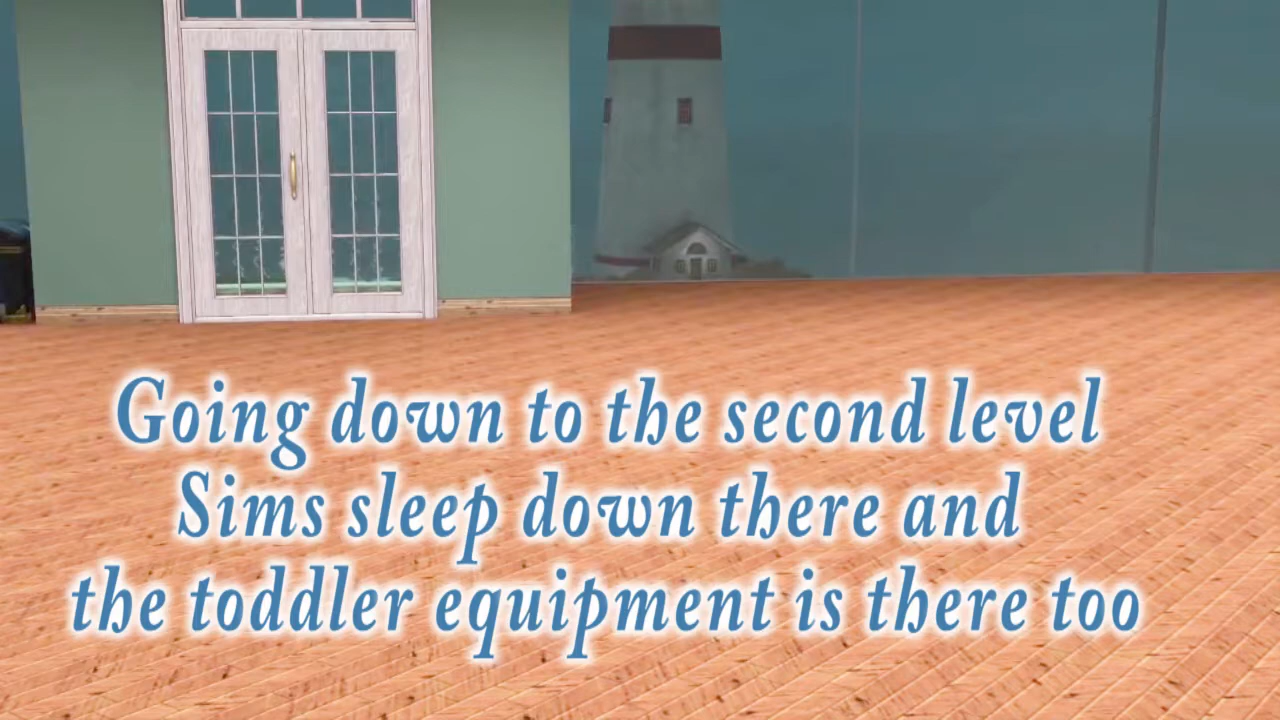 Going down to the second level
Sims sleep down there and
the toddler equipment is there too